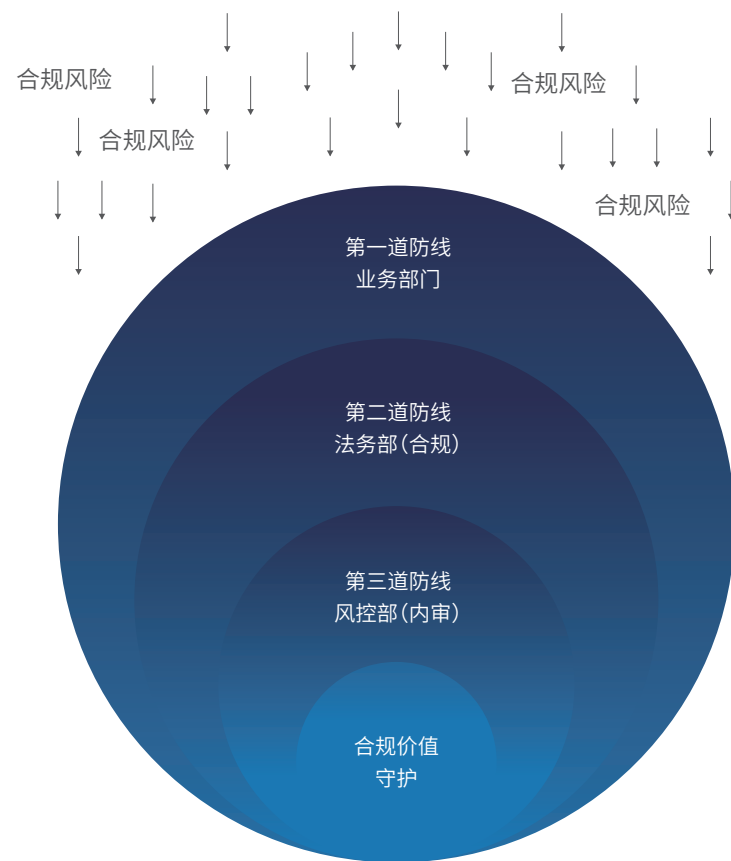 合规风险
合规风险
合规风险
合规风险
第一道防线
业务部门
第二道防线
法务部（合规）
第三道防线
风控部（内审）
合规价值
守护